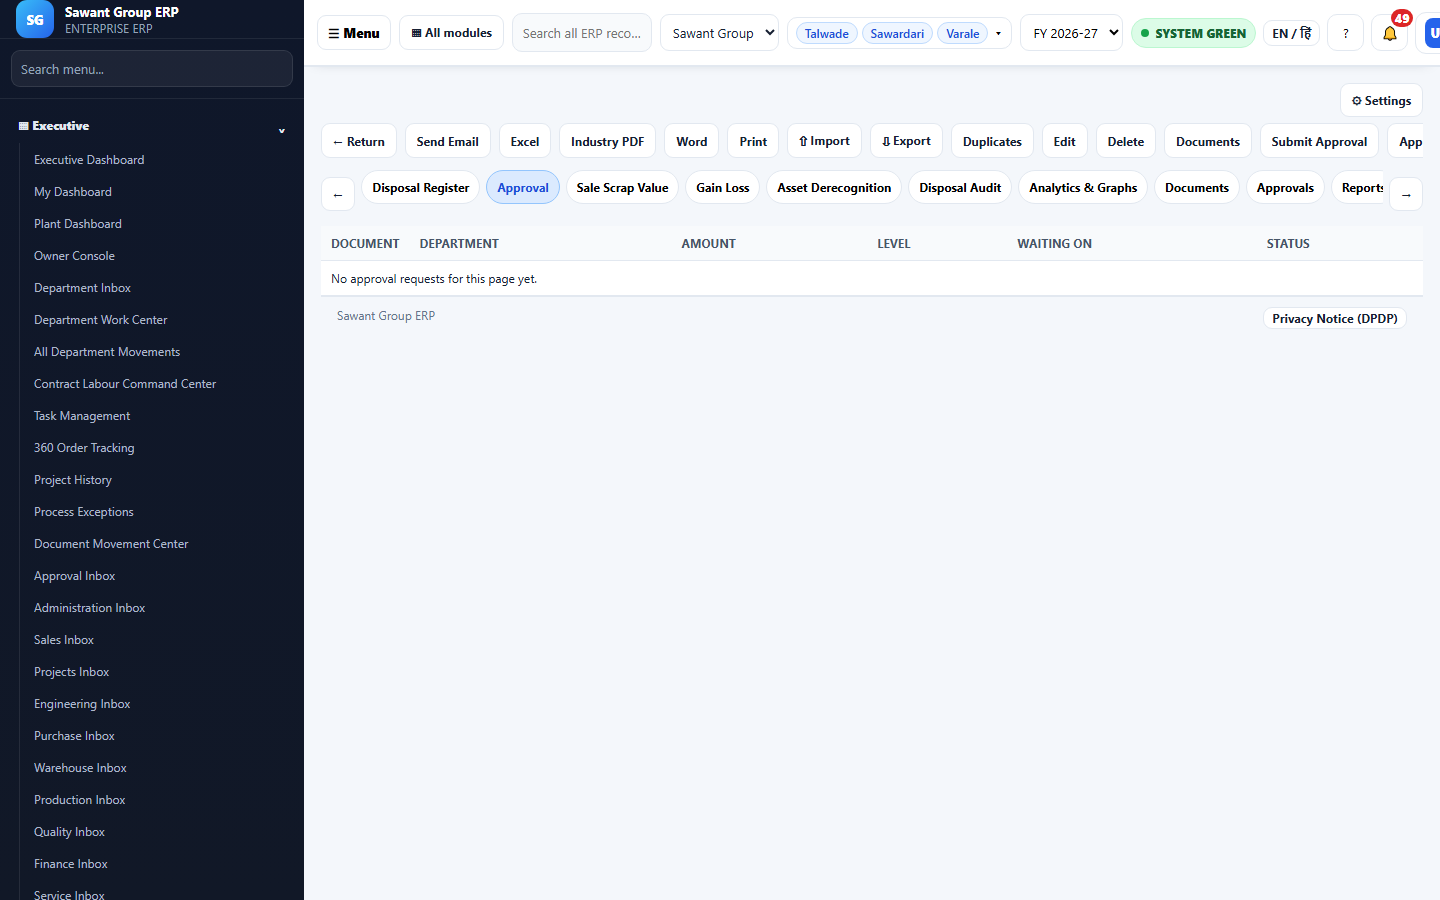 SG
Sawant Group ERP
ENTERPRISE ERP
Search menu...
Executive
Executive Dashboard
My Dashboard
Plant Dashboard
Owner Console
Department Inbox
Department Work Center
All Department Movements
Contract Labour Command Center
Task Management
360 Order Tracking
Project History
Process Exceptions
Document Movement Center
Approval Inbox
Administration Inbox
Sales Inbox
Projects Inbox
Engineering Inbox
Purchase Inbox
Warehouse Inbox
Production Inbox
Quality Inbox
Finance Inbox
Service Inbox
☰ Menu
All modules
Search all ERP reco...
Sawant Group
Talwade Sawardari Varale
FY 2026-27
SYSTEM GREEN
EN / हिं
?
49
U
⚙ Settings
← Return Send Email Excel Industry PDF Word Print ⇧ Import ⇩ Export Duplicates Edit Delete Documents Submit Approval App
← Disposal Register Approval Sale Scrap Value Gain Loss Asset Derecognition Disposal Audit Analytics & Graphs Documents Approvals Reports →
DOCUMENT DEPARTMENT AMOUNT LEVEL WAITING ON STATUS
No approval requests for this page yet.
Sawant Group ERP
Privacy Notice (DPDP)